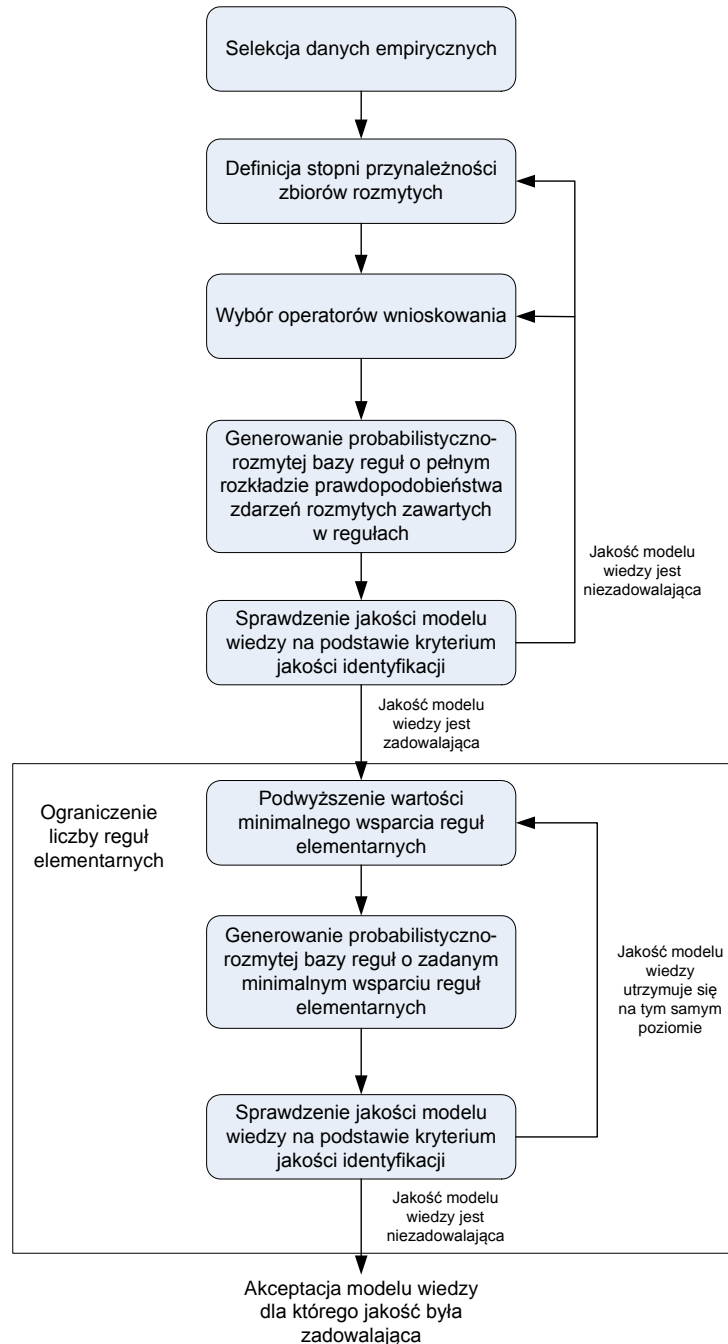 Selekcja danych empirycznych
Definicja stopni przynależności
zbiorów rozmytych
Wybór operatorów wnioskowania
Generowanie probabilistyczno-
rozmytej bazy reguł o pełnym
rozkładzie prawdopodobieństwa
zdarzeń rozmytych zawartych
w regułach
Jakość modelu
wiedzy jest
niezadowalająca
Sprawdzenie jakości modelu
wiedzy na podstawie kryterium
jakości identyfikacji
Jakość modelu
wiedzy jest
zadowalająca
Ograniczenie
liczby reguł
elementarnych
Podwyższenie wartości
minimalnego wsparcia reguł
elementarnych
Generowanie probabilistyczno-
rozmytej bazy reguł o zadanym
minimalnym wsparciu reguł
elementarnych
Jakość modelu
wiedzy
utrzymuje się
na tym samym
poziomie
Sprawdzenie jakości modelu
wiedzy na podstawie kryterium
jakości identyfikacji
Jakość modelu
wiedzy jest
niezadowalająca
Akceptacja modelu wiedzy
dla którego jakość była
zadowalająca